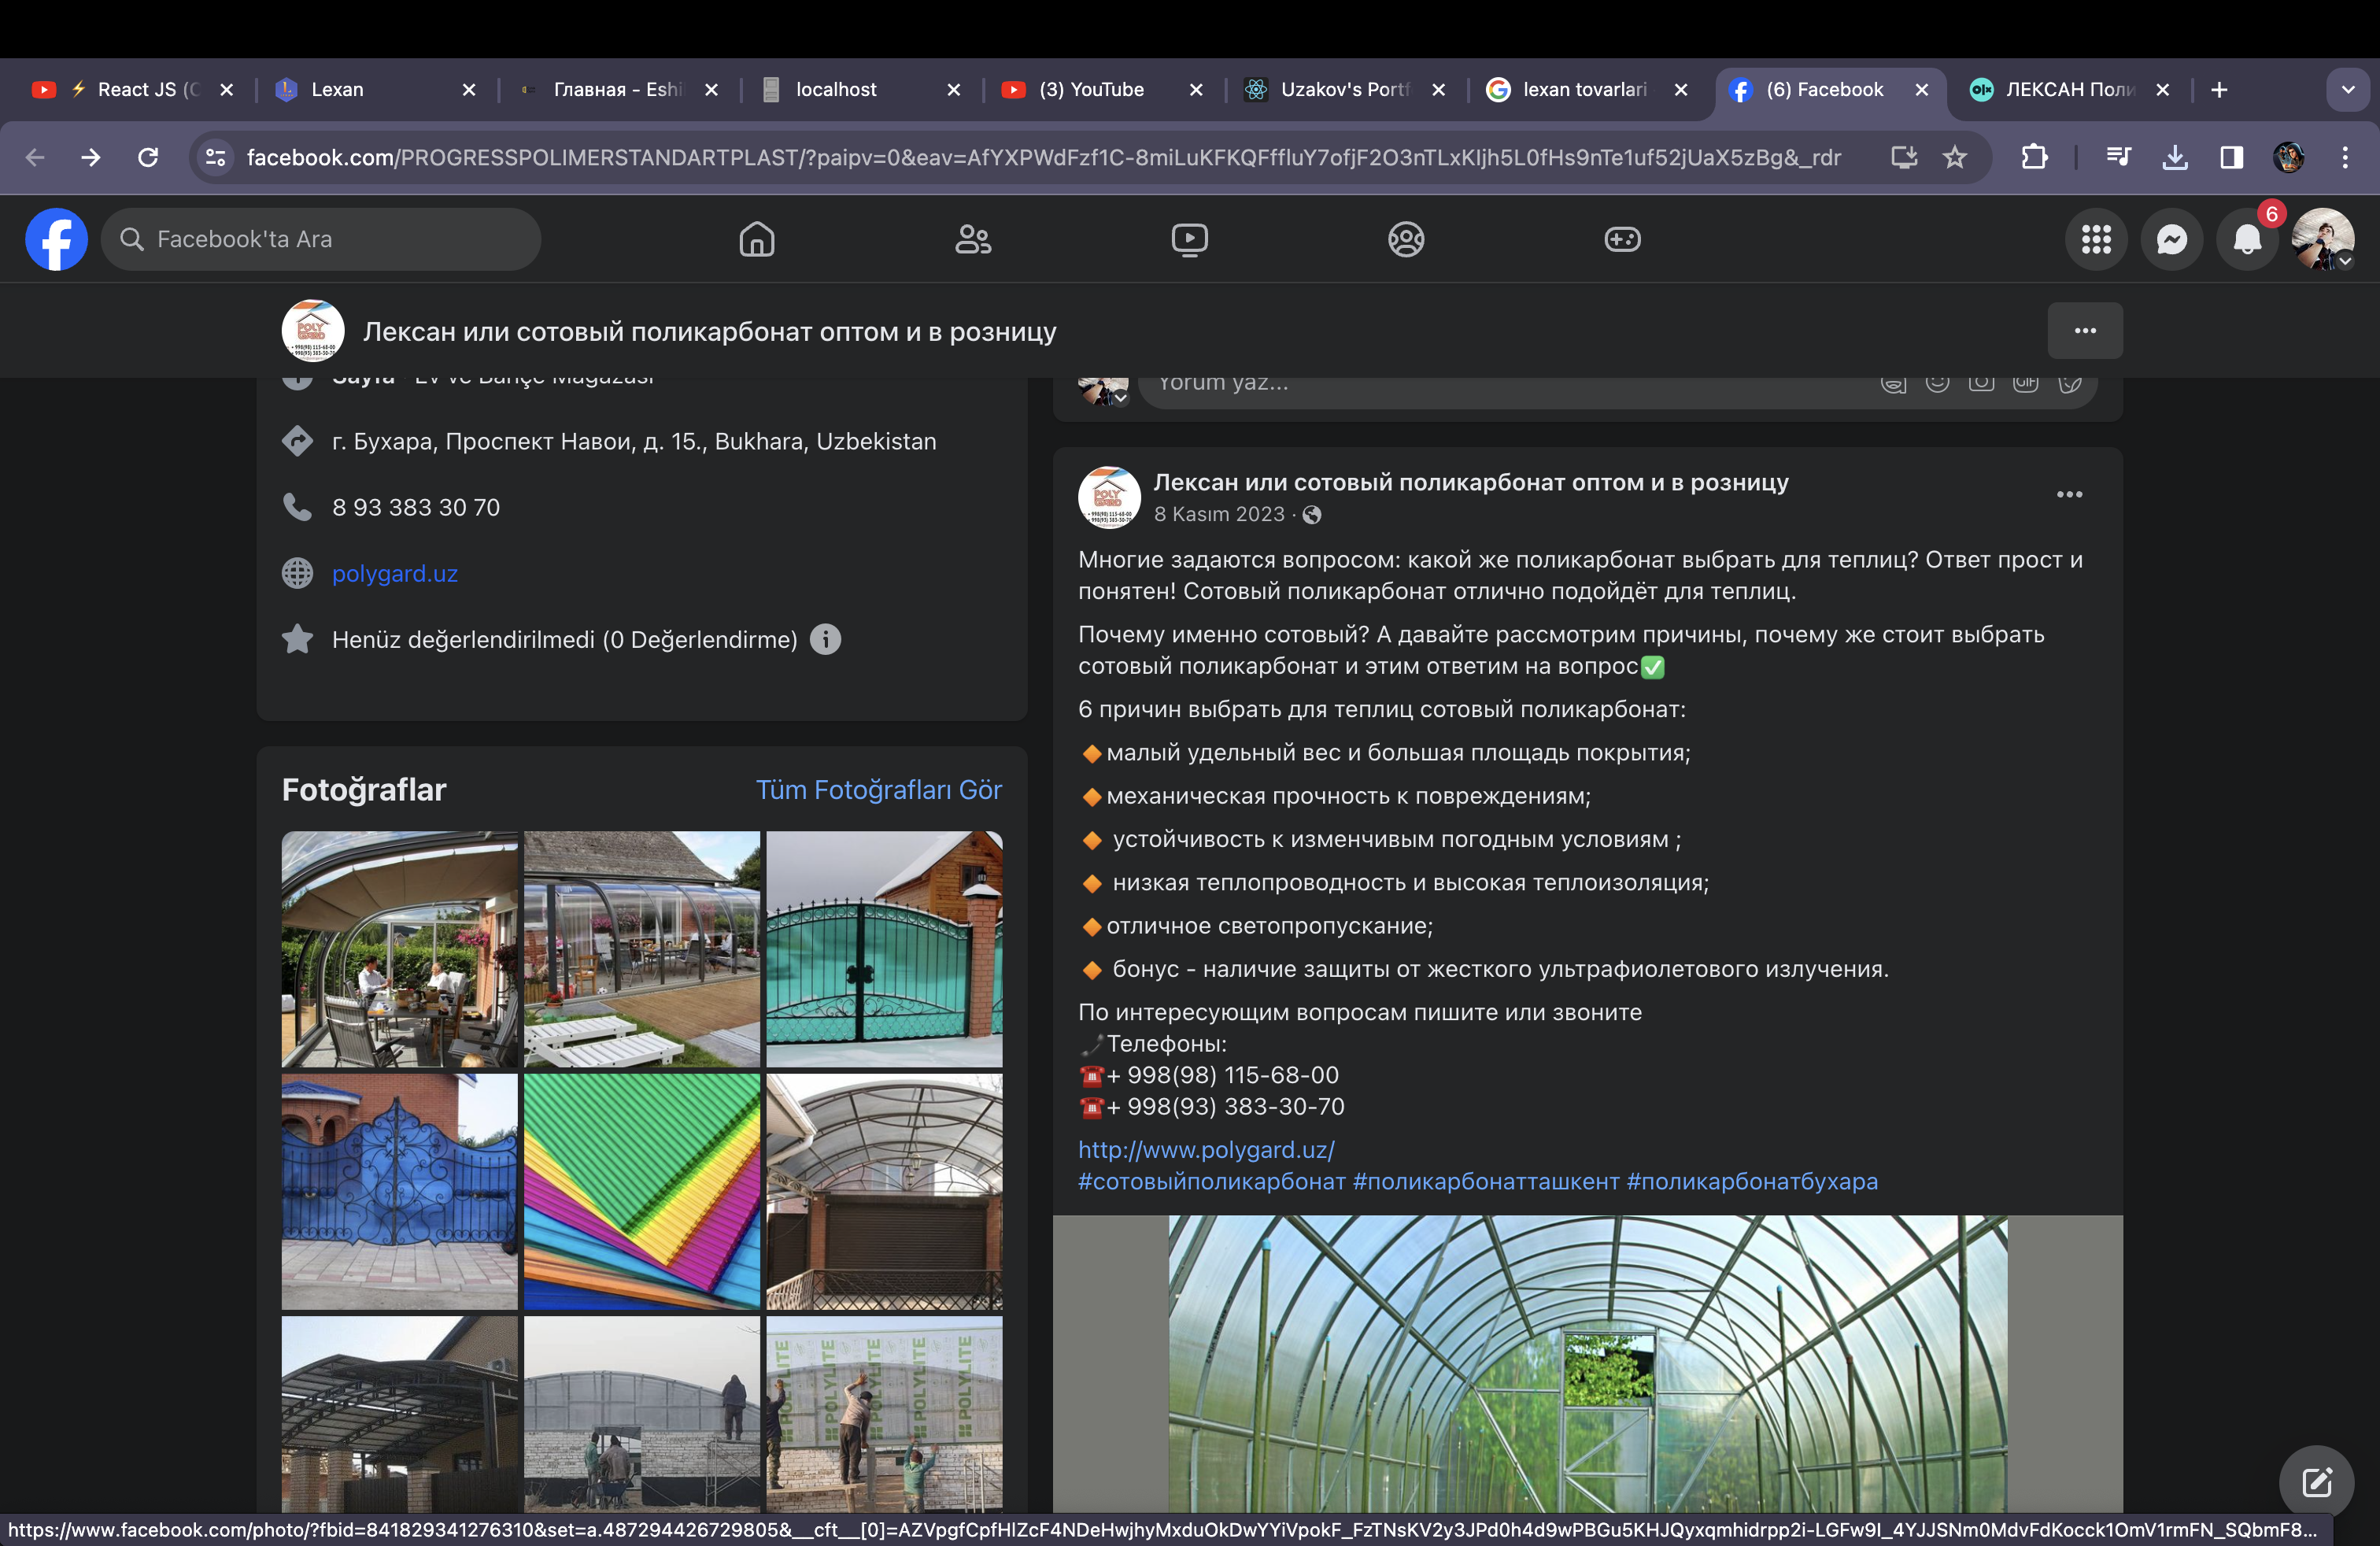 React JS (
Lexan
Главная - Eshi
localhost
(3) YouTube
Uzakov's Portf
lexan tovarlari
(6) Facebook
ЛЕКСАН Поли
facebook.com/PROGRESSPOLIMERSTANDARTPLAST/?paipv=0&eav=AfYXPWdFzf1C-8miLuKFKQFffluY7ofjF2O3nTLxKljh5L0fHs9nTe1uf52jUaX5zBg&_rdr
Facebook'ta Ara
6
Лексан или сотовый поликарбонат оптом и в розницу
Sayfa · Ev ve Bahçe Mağazası
г. Бухара, Проспект Навои, д. 15., Bukhara, Uzbekistan
8 93 383 30 70
polygard.uz
Henüz değerlendirilmedi (0 Değerlendirme)
Fotoğraflar
Tüm Fotoğrafları Gör
POLYLITE
POLYLITE
POLYLITE
POLYLITE
Yorum yaz...
GIF
Лексан или сотовый поликарбонат оптом и в розницу
8 Kasım 2023 ·
Многие задаются вопросом: какой же поликарбонат выбрать для теплиц? Ответ прост и
понятен! Сотовый поликарбонат отлично подойдёт для теплиц.
Почему именно сотовый? А давайте рассмотрим причины, почему же стоит выбрать
сотовый поликарбонат и этим ответим на вопрос✅
6 причин выбрать для теплиц сотовый поликарбонат:
🔸малый удельный вес и большая площадь покрытия;
🔸механическая прочность к повреждениям;
🔸 устойчивость к изменчивым погодным условиям ;
🔸 низкая теплопроводность и высокая теплоизоляция;
🔸отличное светопропускание;
🔸 бонус - наличие защиты от жесткого ультрафиолетового излучения.
По интересующим вопросам пишите или звоните
📞Телефоны:
☎️+ 998(98) 115-68-00
☎️+ 998(93) 383-30-70
http://www.polygard.uz/
#сотовыйполикарбонат #поликарбонатташкент #поликарбонатбухара
https://www.facebook.com/photo/?fbid=841829341276310&set=a.487294426729805&__cft__[0]=AZVpgfCpfHlZcF4NDeHwjhyMxduOkDwYYiVpokF_FzTNsKV2y3JPd0h4d9wPBGu5KHJQyxqmhidrpp2i-LGFw9I_4YJJSNm0MdvFdKocck1OmV1rmFN_SQbmF8...